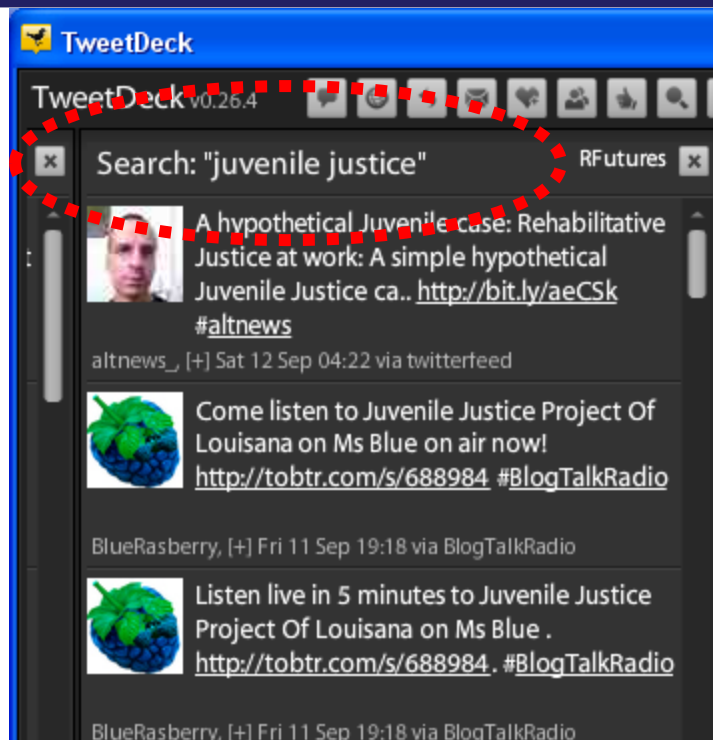 TweetDeck
TweetDeck v0.26.4
Search: "juvenile justice"
RFutures
t
A hypothetical Juvenile case: Rehabilitative
Justice at work: A simple hypothetical
Juvenile Justice ca.. http://bit.ly/aeCSk
#altnews
altnews_, [+] Sat 12 Sep 04:22 via twitterfeed
Come listen to Juvenile Justice Project Of
Louisana on Ms Blue on air now!
http://tobtr.com/s/688984 #BlogTalkRadio
BlueRasberry, [+] Fri 11 Sep 19:18 via BlogTalkRadio
Listen live in 5 minutes to Juvenile Justice
Project Of Louisana on Ms Blue .
http://tobtr.com/s/688984. #BlogTalkRadio
BlueRasberry, [+] Fri 11 Sep 19:18 via BlogTalkRadio